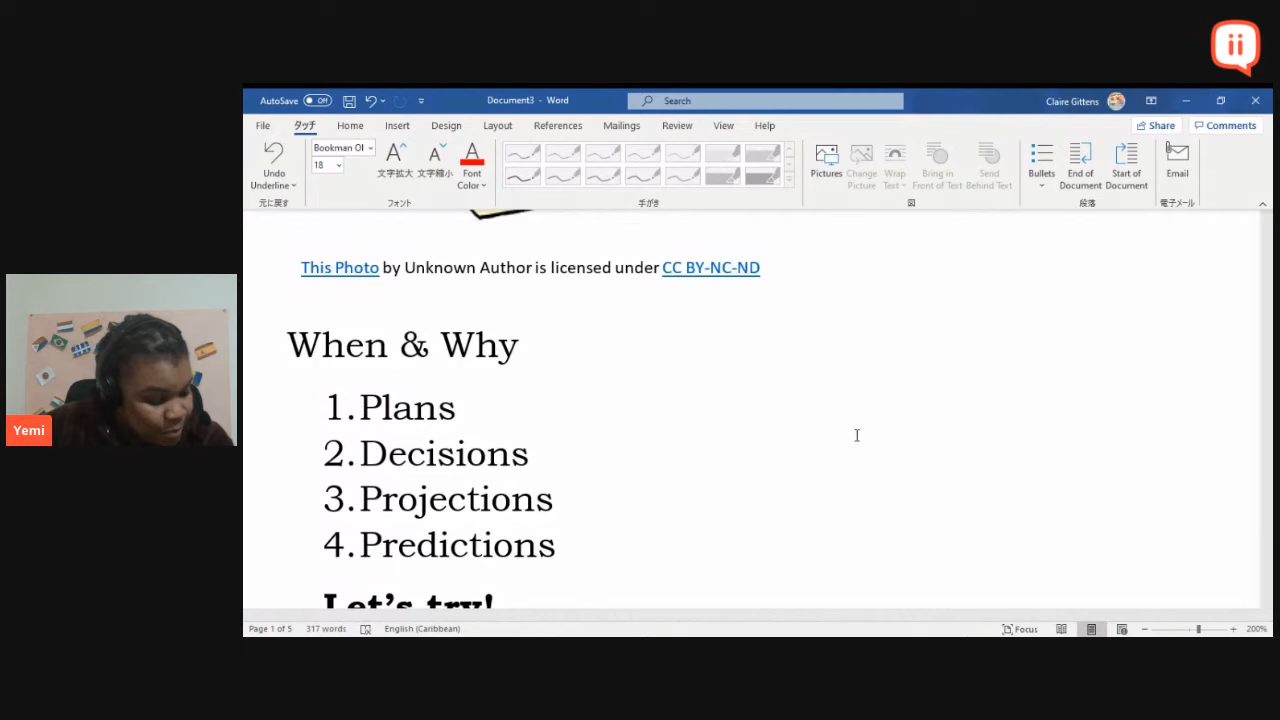 ii
AutoSave Off Document3 - Word Search Claire Gittens
File タッチ Home Insert Design Layout References Mailings Review View Help Share Comments
Undo
Underline
元に戻す
Bookman Ol
18
文字拡大
文字縮小
Font
Color
フォント
手がき
Pictures
Change
Picture
Wrap
Text
Bring in
Front of Text
Send
Behind Text
図
Bullets
End of
Document
Start of
Document
段落
Email
電子メール
This Photo by Unknown Author is licensed under CC BY-NC-ND
When & Why
1. Plans
2. Decisions
3. Projections
4. Predictions
Let's try!
Yemi
Page 1 of 5 317 words English (Caribbean) Focus 200%